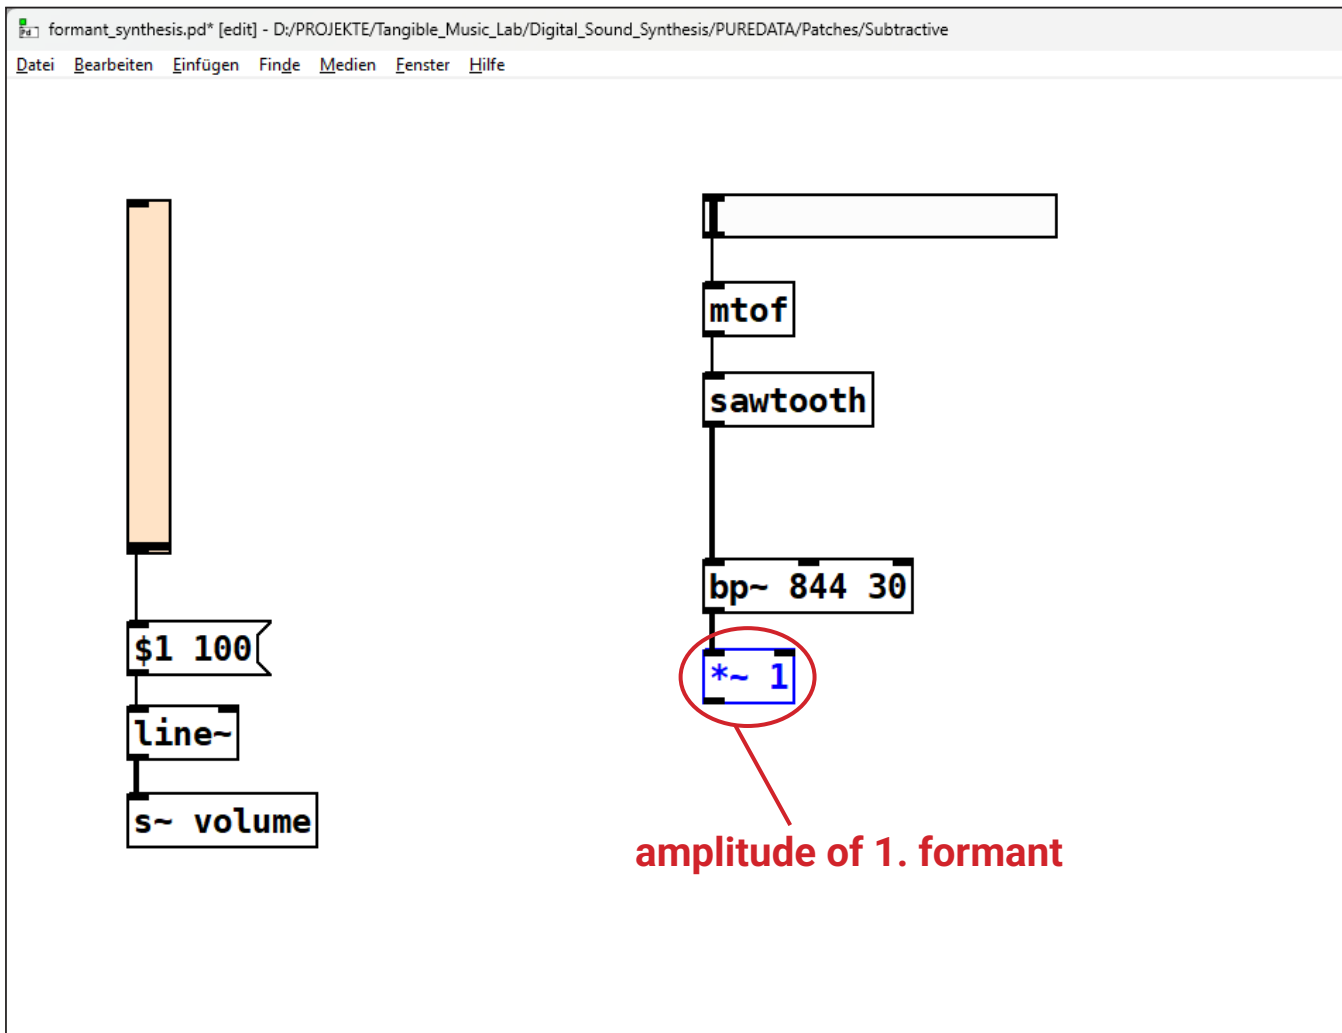 formant_synthesis.pd* [edit] - D:/PROJEKTE/Tangible_Music_Lab/Digital_Sound_Synthesis/PUREDATA/Patches/Subtractive
Datei Bearbeiten Einfügen Finde Medien Fenster Hilfe
mtof
sawtooth
bp~ 844 30
$1 100
*~ 1
line~
s~ volume
amplitude of 1. formant